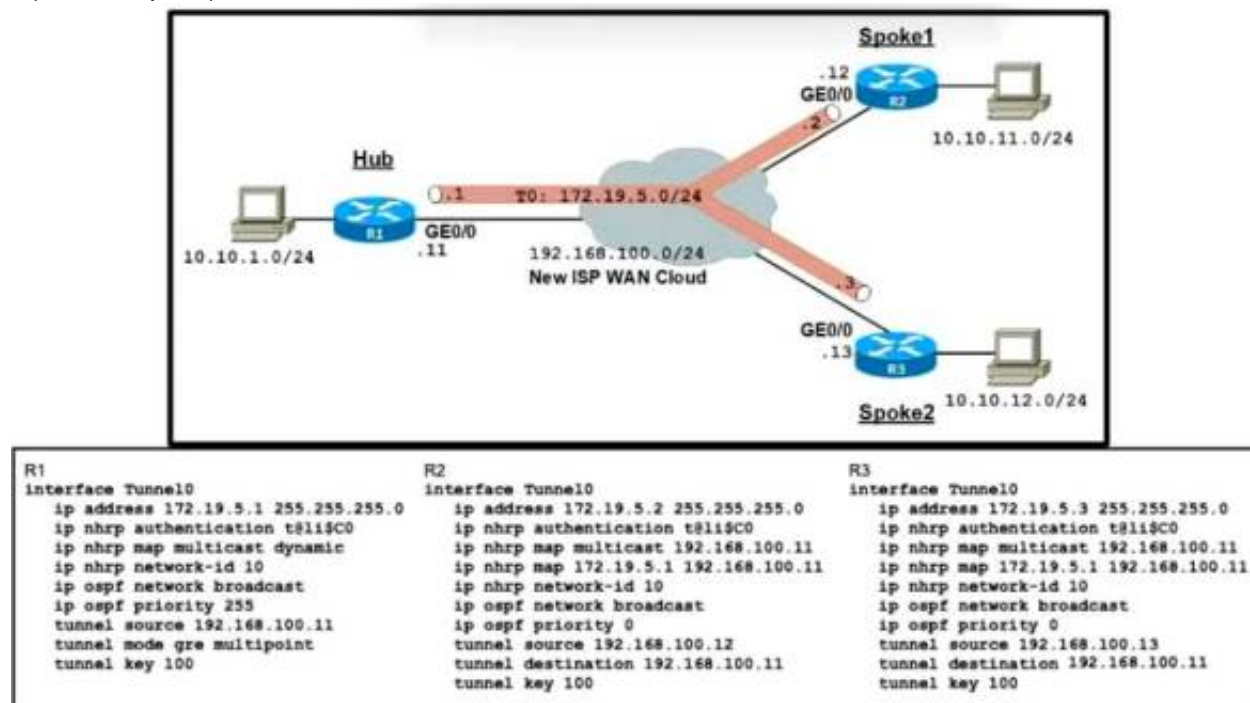 Spoke1
.12
GE0/0
R2
.2
10.10.11.0/24
Hub
.1
T0: 172.19.5.0/24
R1
GE0/0
.11
10.10.1.0/24
192.168.100.0/24
New ISP WAN Cloud
.3
GE0/0
.13
R3
10.10.12.0/24
Spoke2
R1
interface Tunnel0
ip address 172.19.5.1 255.255.255.0
ip nhrp authentication t@li$C0
ip nhrp map multicast dynamic
ip nhrp network-id 10
ip ospf network broadcast
ip ospf priority 255
tunnel source 192.168.100.11
tunnel mode gre multipoint
tunnel key 100
R2
interface Tunnel0
ip address 172.19.5.2 255.255.255.0
ip nhrp authentication t@li$C0
ip nhrp map multicast 192.168.100.11
ip nhrp map 172.19.5.1 192.168.100.11
ip nhrp network-id 10
ip ospf network broadcast
ip ospf priority 0
tunnel source 192.168.100.12
tunnel destination 192.168.100.11
tunnel key 100
R3
interface Tunnel0
ip address 172.19.5.3 255.255.255.0
ip nhrp authentication t@li$C0
ip nhrp map multicast 192.168.100.11
ip nhrp map 172.19.5.1 192.168.100.11
ip nhrp network-id 10
ip ospf network broadcast
ip ospf priority 0
tunnel source 192.168.100.13
tunnel destination 192.168.100.11
tunnel key 100